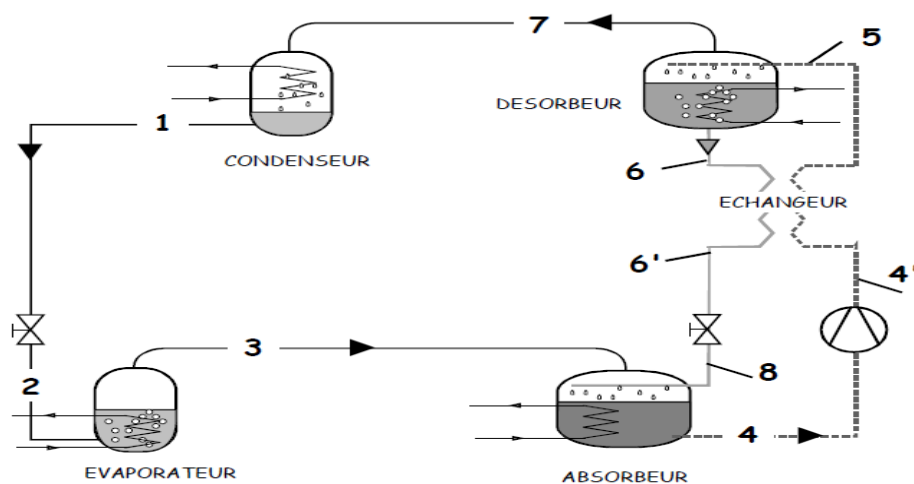 7
5
DESORBEUR
1
CONDENSEUR
6
ECHANGEUR
6'
4'
3
2
8
4
EVAPORATEUR
ABSORBEUR